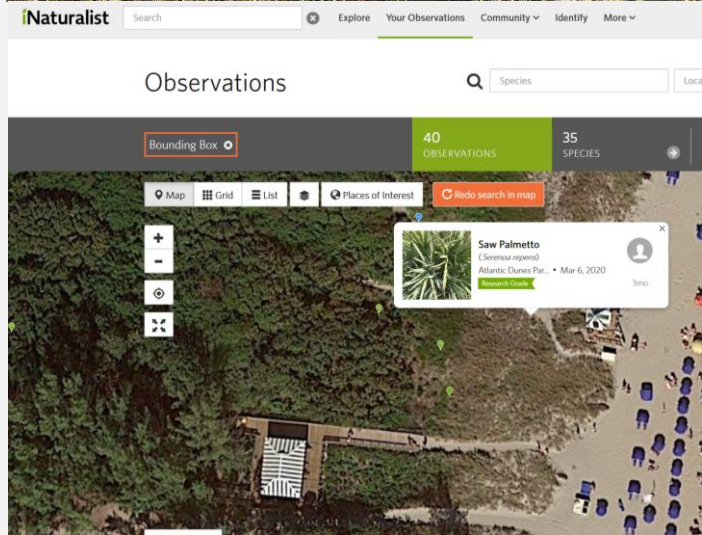 iNaturalist Search Explore Your Observations Community Identify More
Observations Species Loca
Bounding Box 40 35
OBSERVATIONS SPECIES
Map Grid List Places of Interest Redo search in map
+
Saw Palmetto
(Serenoa repens)
Atlantic Dunes Par... • Mar 6, 2020
Research Grade 3mo
-